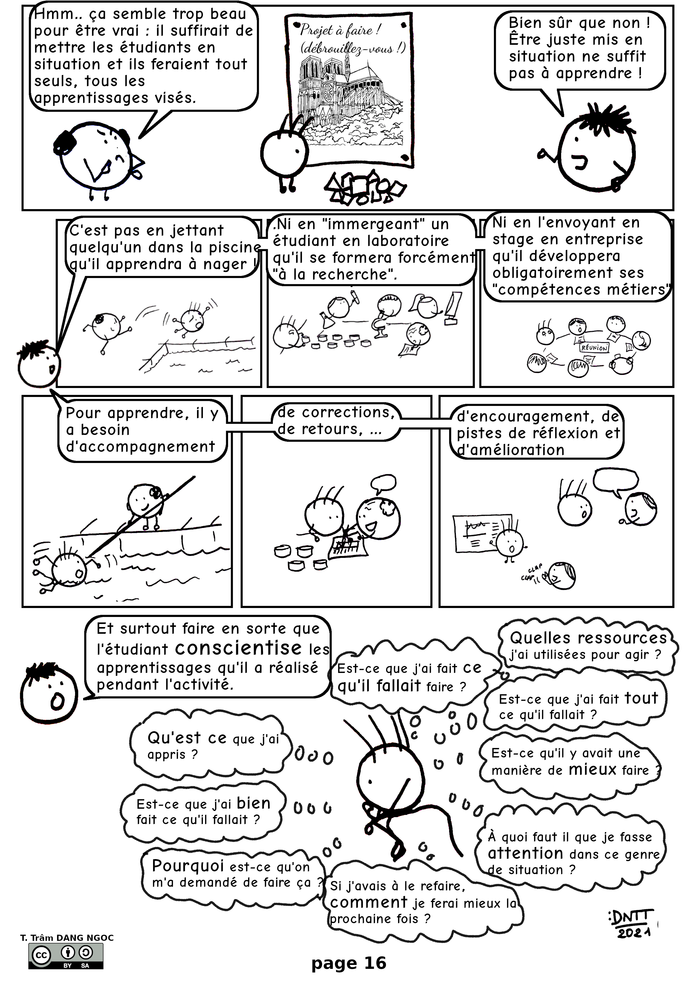 Hmm.. ça semble trop beau
pour être vrai : il suffirait de
mettre les étudiants en
situation et ils feraient tout
seuls, tous les
apprentissages visés.
Projet à faire !
(débrouillez-vous !)
Bien sûr que non !
Être juste mis en
situation ne suffit
pas à apprendre !
C'est pas en jettant
quelqu'un dans la piscine
qu'il apprendra à nager !
.Ni en "immergeant" un
étudiant en laboratoire
qu'il se formera forcément
"à la recherche".
Ni en l'envoyant en
stage en entreprise
qu'il développera
obligatoirement ses
"compétences métiers"
RÉUNION
Pour apprendre, il y
a besoin
d'accompagnement
de corrections,
de retours, ...
d'encouragement, de
pistes de réflexion et
d'amélioration
CLAP
CLAP
Et surtout faire en sorte que
l'étudiant conscientise les
apprentissages qu'il a réalisé
pendant l'activité.
Est-ce que j'ai fait ce
qu'il fallait faire ?
Quelles ressources
j'ai utilisées pour agir ?
Est-ce que j'ai fait tout
ce qu'il fallait ?
Qu'est ce que j'ai
appris ?
Est-ce qu'il y avait une
manière de mieux faire ?
Est-ce que j'ai bien
fait ce qu'il fallait ?
À quoi faut il que je fasse
attention dans ce genre
de situation ?
Pourquoi est-ce qu'on
m'a demandé de faire ça ?
Si j'avais à le refaire,
comment je ferai mieux la
prochaine fois ?
:DNTT
2021
T. Trâm DANG NGOC
cc
BY SA
page 16